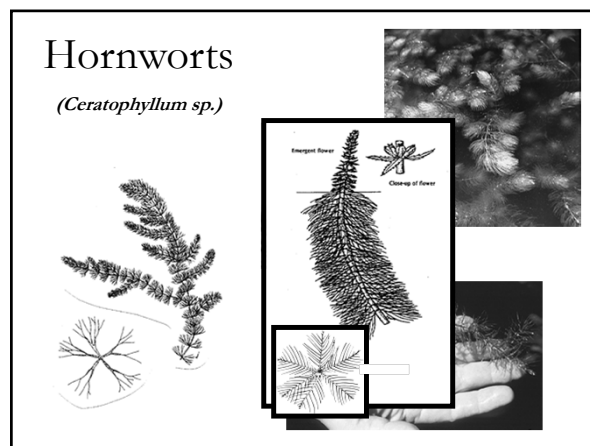 Hornworts
(Ceratophyllum sp.)
Emergent flower
Close-up of flower